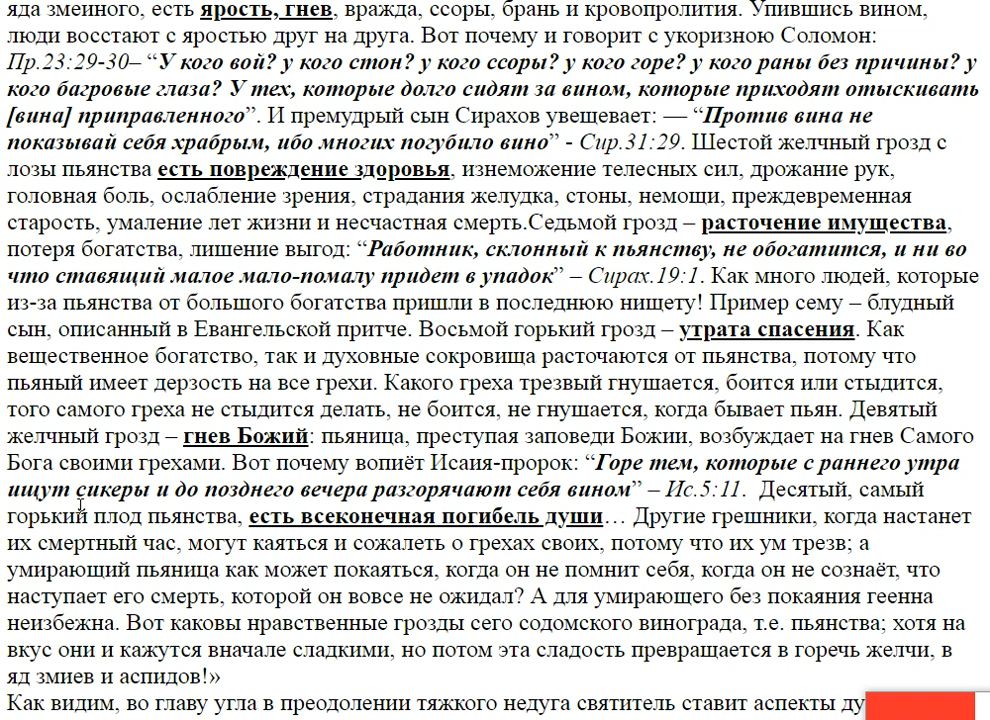 яда змеиного, есть ярость, гнев, вражда, ссоры, брань и кровопролития. Упившись вином,
люди восстают с яростью друг на друга. Вот почему и говорит с укоризною Соломон:
Пр.23:29-30– “У кого вой? у кого стон? у кого ссоры? у кого горе? у кого раны без причины? у
кого багровые глаза? У тех, которые долго сидят за вином, которые приходят отыскивать
[вина] приправленного”. И премудрый сын Сирахов увещевает: — “Против вина не
показывай себя храбрым, ибо многих погубило вино” - Сир.31:29. Шестой желчный грозд с
лозы пьянства есть повреждение здоровья, изнеможение телесных сил, дрожание рук,
головная боль, ослабление зрения, страдания желудка, стоны, немощи, преждевременная
старость, умаление лет жизни и несчастная смерть.Седьмой грозд – расточение имущества,
потеря богатства, лишение выгод: “Работник, склонный к пьянству, не обогатится, и ни во
что ставящий малое мало-помалу придет в упадок” – Сирах.19:1. Как много людей, которые
из-за пьянства от большого богатства пришли в последнюю нищету! Пример сему – блудный
сын, описанный в Евангельской притче. Восьмой горький грозд – утрата спасения. Как
вещественное богатство, так и духовные сокровища расточаются от пьянства, потому что
пьяный имеет дерзость на все грехи. Какого греха трезвый гнушается, боится или стыдится,
того самого греха не стыдится делать, не боится, не гнушается, когда бывает пьян. Девятый
желчный грозд – гнев Божий: пьяница, преступая заповеди Божии, возбуждает на гнев Самого
Бога своими грехами. Вот почему вопиёт Исаия-пророк: “Горе тем, которые с раннего утра
ищут сикеры и до позднего вечера разгорячают себя вином” – Ис.5:11. Десятый, самый
горький плод пьянства, есть всеконечная погибель души… Другие грешники, когда настанет
их смертный час, могут каяться и сожалеть о грехах своих, потому что их ум трезв; а
умирающий пьяница как может покаяться, когда он не помнит себя, когда он не сознаёт, что
наступает его смерть, которой он вовсе не ожидал? А для умирающего без покаяния геенна
неизбежна. Вот каковы нравственные грозды сего содомского винограда, т.е. пьянства; хотя на
вкус они и кажутся вначале сладкими, но потом эта сладость превращается в горечь желчи, в
яд змиев и аспидов!»
Как видим, во главу угла в преодолении тяжкого недуга святитель ставит аспекты ду